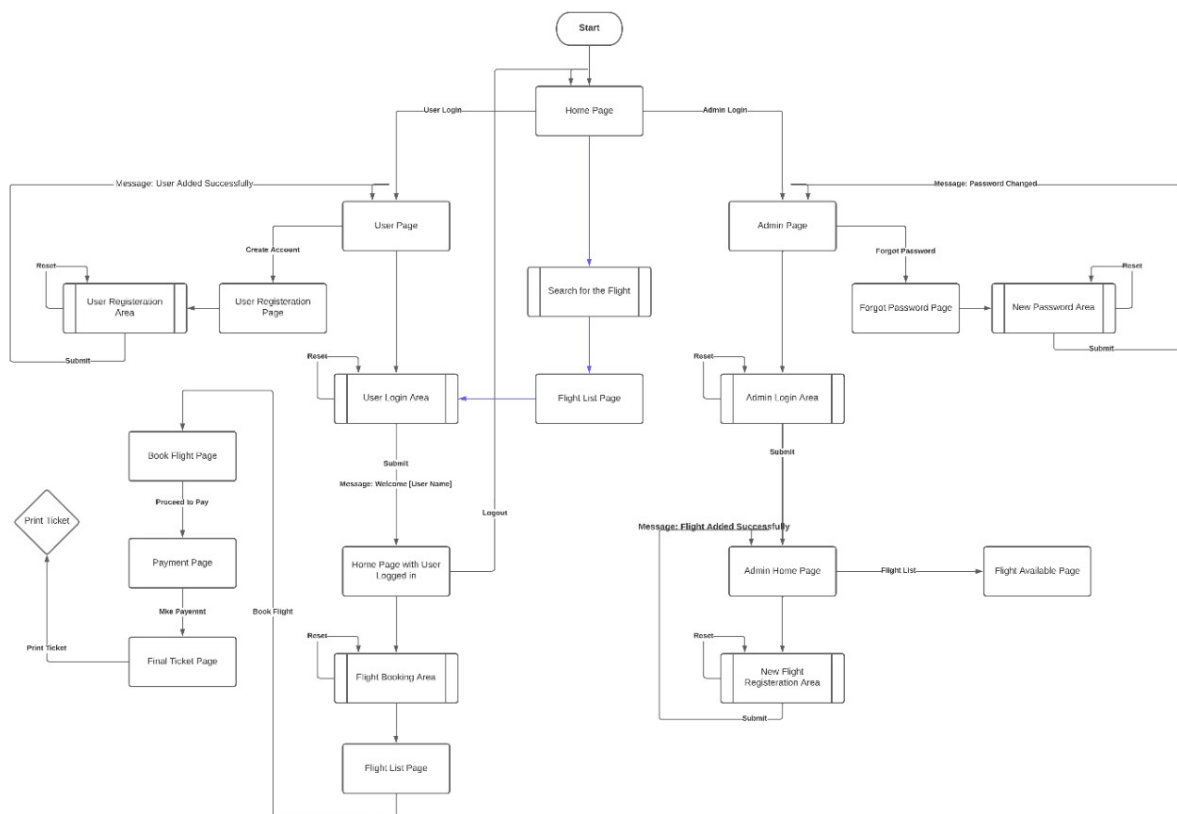 Start
Home Page
User Login
Admin Login
Message: User Added Successfully
Message: Password Changed
User Page
Admin Page
Create Account
Forgot Password
Reset
User Registeration
Area
User Registeration
Page
Search for the Flight
Forgot Password Page
New Password Area
Reset
Submit
Submit
Reset
User Login Area
Flight List Page
Reset
Admin Login Area
Book Flight Page
Submit
Message: Welcome [User Name]
Submit
Proceed to Pay
Logout
Print Ticket
Message: Flight Added Successfully
Payment Page
Home Page with User
Logged in
Admin Home Page
Flight List
Flight Available Page
Mke Payemnt
Book Flight
Print Ticket
Final Ticket Page
Reset
Flight Booking Area
Reset
New Flight
Registeration Area
Submit
Flight List Page